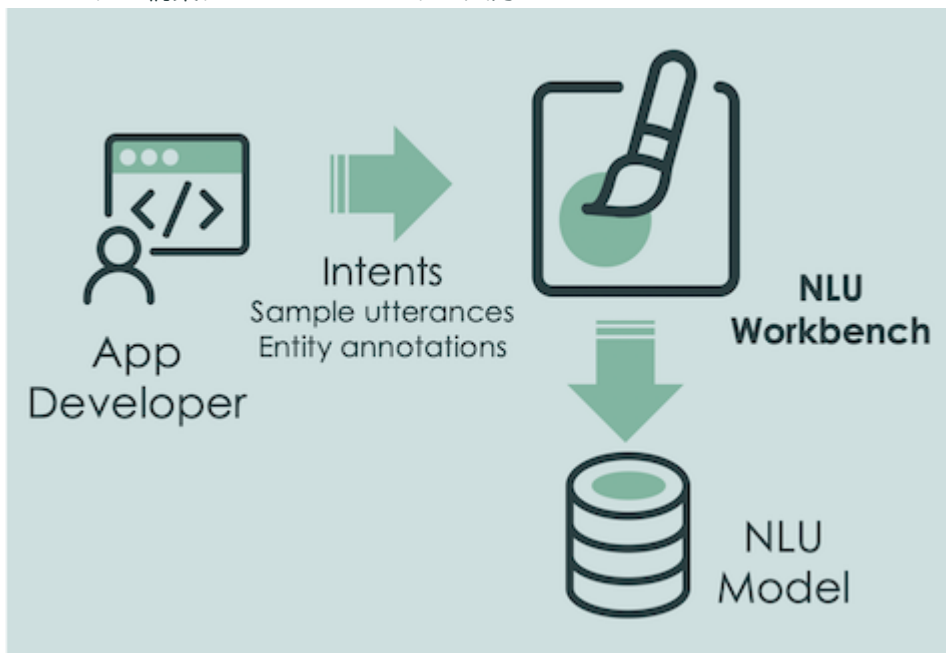 </>
App
Developer
Intents
Sample utterances
Entity annotations
NLU
Workbench
NLU
Model